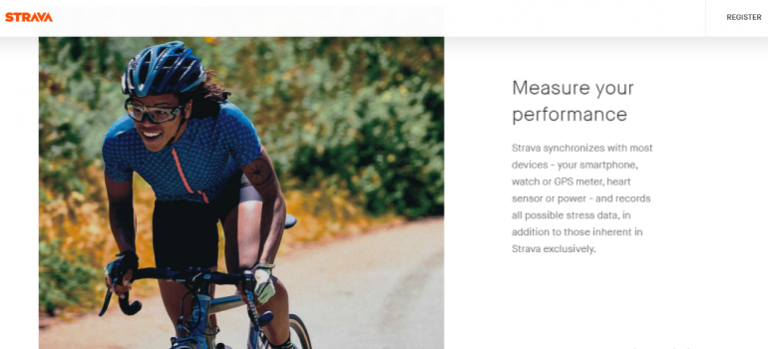 STRAVA
REGISTER
Measure your
performance
Strava synchronizes with most
devices - your smartphone,
watch or GPS meter, heart
sensor or power - and records
all possible stress data, in
addition to those inherent in
Strava exclusively.